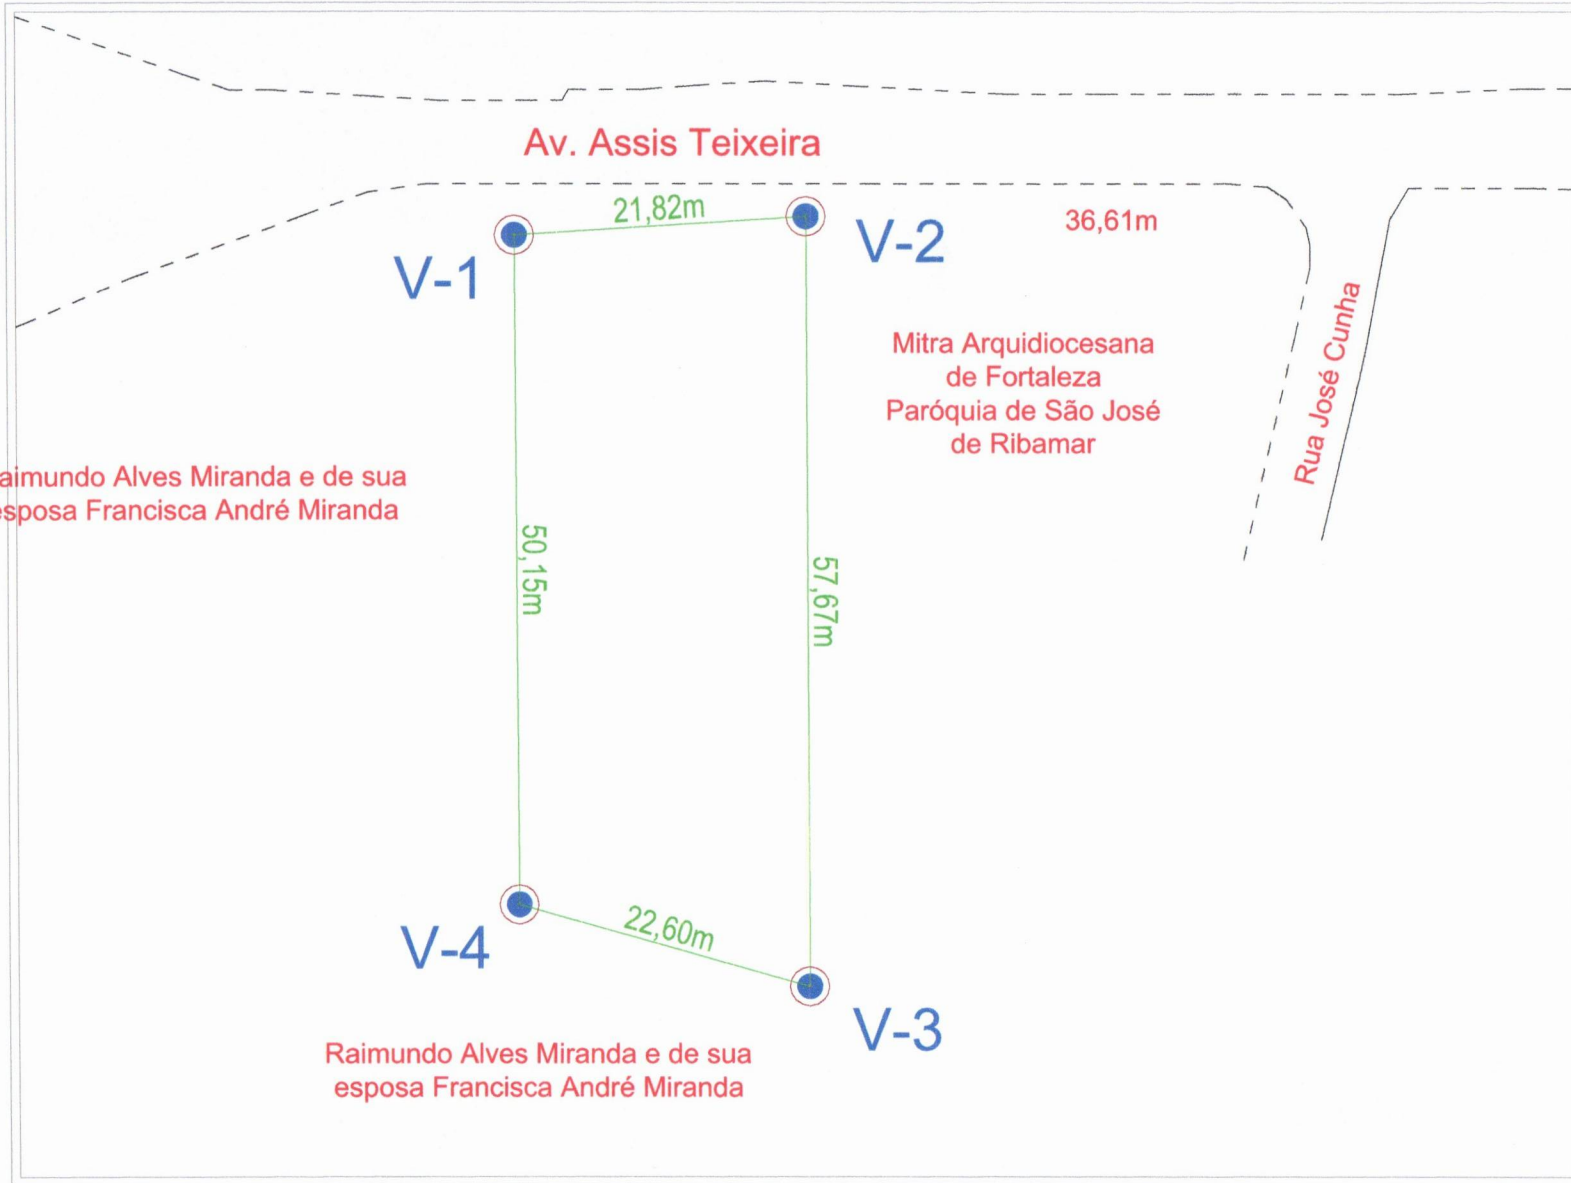 Av. Assis Teixeira
21,82m
36,61m
V-1
V-2
Rua José Cunha
Mitra Arquidiocesana
de Fortaleza
Paróquia de São José
de Ribamar
aimundo Alves Miranda e de sua
esposa Francisca André Miranda
50,15m
57,67m
22,60m
V-4
V-3
Raimundo Alves Miranda e de sua
esposa Francisca André Miranda